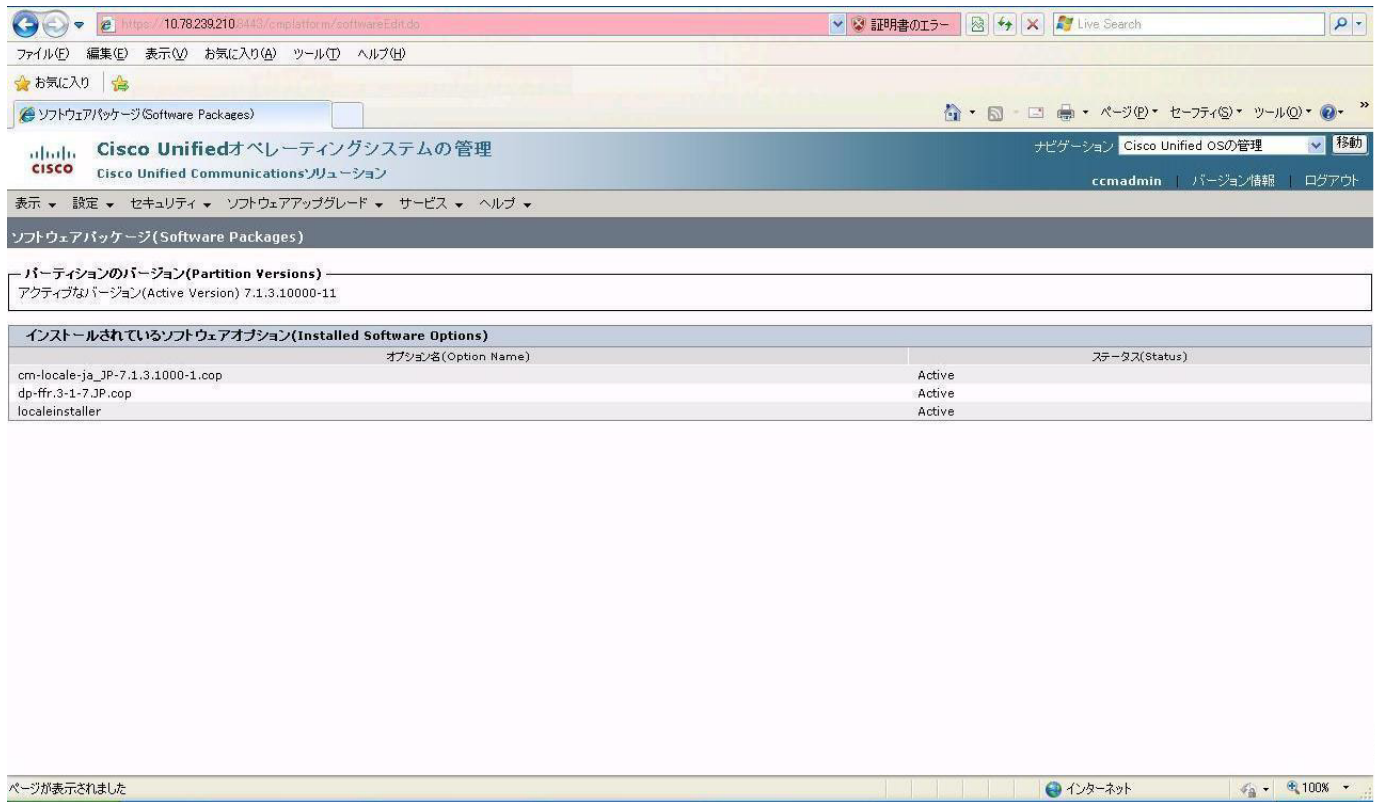 https://10.78.239.210:8443/cmplatform/softwareEdit.do 証明書のエラー Live Search
ファイル(F) 編集(E) 表示(V) お気に入り(A) ツール(T) ヘルプ(H)
お気に入り
ソフトウェアパッケージ(Software Packages) ページ(P) セーフティ(S) ツール(O) »
cisco Cisco Unifiedオペレーティングシステムの管理 ナビゲーション Cisco Unified OSの管理 移動
Cisco Unified Communicationsソリューション ccmadmin | バージョン情報 | ログアウト
表示 設定 セキュリティ ソフトウェアアップグレード サービス ヘルプ
ソフトウェアパッケージ(Software Packages)
パーティションのバージョン(Partition Versions)
アクティブなバージョン(Active Version) 7.1.3.10000-11
インストールされているソフトウェアオプション(Installed Software Options)
オプション名(Option Name) ステータス(Status)
cm-locale-ja_JP-7.1.3.1000-1.cop Active
dp-ffr.3-1-7.JP.cop Active
localeinstaller Active
ページが表示されました インターネット 100%